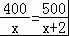 400/x = 500/(x+2)